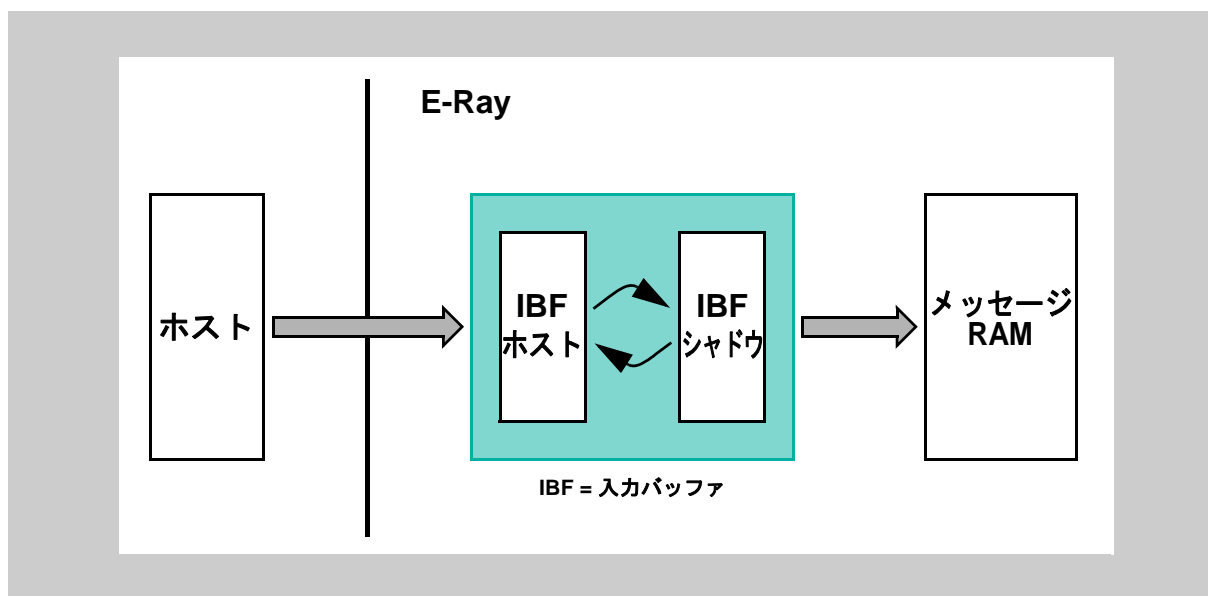 E-Ray
ホスト
IBF
ホスト
IBF
シャドウ
メッセージ
RAM
IBF = 入力バッファ